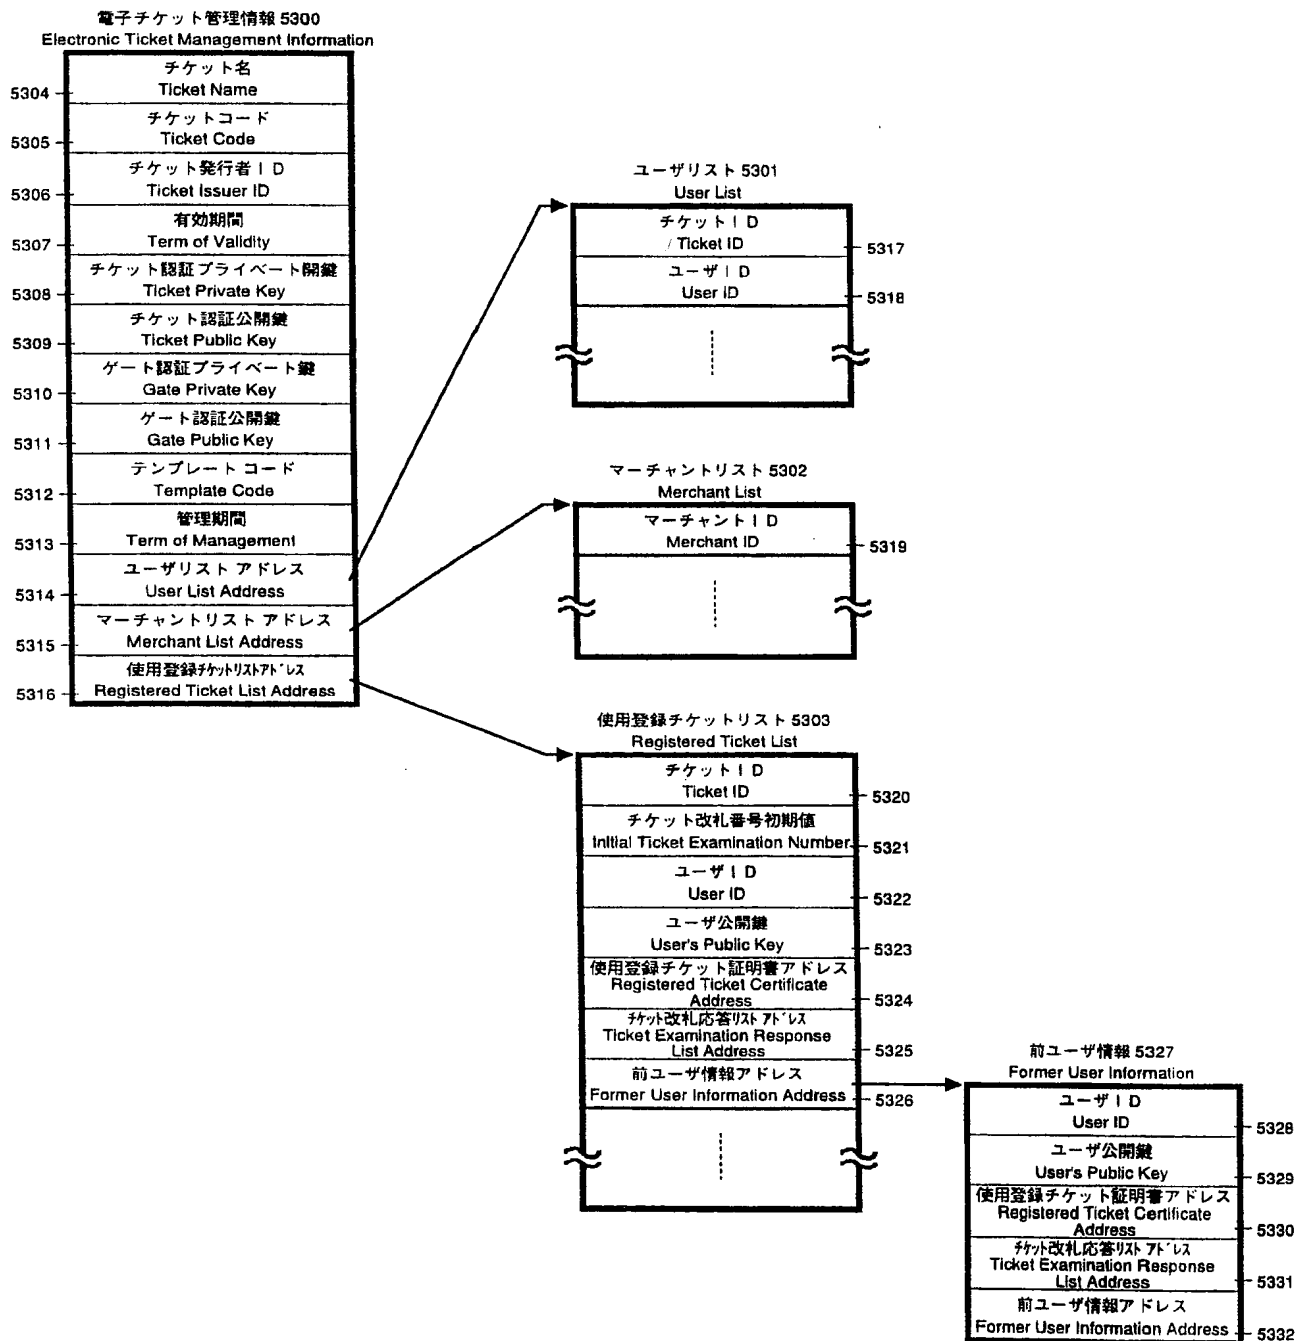 電子チケット管理情報 5300
Electronic Ticket Management Information
チケット名
Ticket Name
5304
チケットコード
Ticket Code
5305
チケット発行者ID
Ticket Issuer ID
5306
有効期間
Term of Validity
5307
チケット認証プライベート開鍵
Ticket Private Key
5308
チケット認証公開鍵
Ticket Public Key
5309
ゲート認証プライベート鍵
Gate Private Key
5310
ゲート認証公開鍵
Gate Public Key
5311
テンプレート コード
Template Code
5312
管理期間
Term of Management
5313
ユーザリスト アドレス
User List Address
5314
マーチャントリスト アドレス
Merchant List Address
5315
使用登録チケットリストアドレス
Registered Ticket List Address
5316
ユーザリスト 5301
User List
チケットID
Ticket ID
5317
ユーザID
User ID
5318
マーチャントリスト 5302
Merchant List
マーチャントID
Merchant ID
5319
使用登録チケットリスト 5303
Registered Ticket List
チケットID
Ticket ID
5320
チケット改札番号初期値
Initial Ticket Examination Number
5321
ユーザID
User ID
5322
ユーザ公開鍵
User's Public Key
5323
使用登録チケット証明書アドレス
Registered Ticket Certificate
Address
5324
チケット改札応答リスト アドレス
Ticket Examination Response
List Address
5325
前ユーザ情報アドレス
Former User Information Address
5326
前ユーザ情報 5327
Former User Information
ユーザID
User ID
5328
ユーザ公開鍵
User's Public Key
5329
使用登録チケット証明書アドレス
Registered Ticket Certificate
Address
5330
チケット改札応答リスト アドレス
Ticket Examination Response
List Address
5331
前ユーザ情報アドレス
Former User Information Address
5332